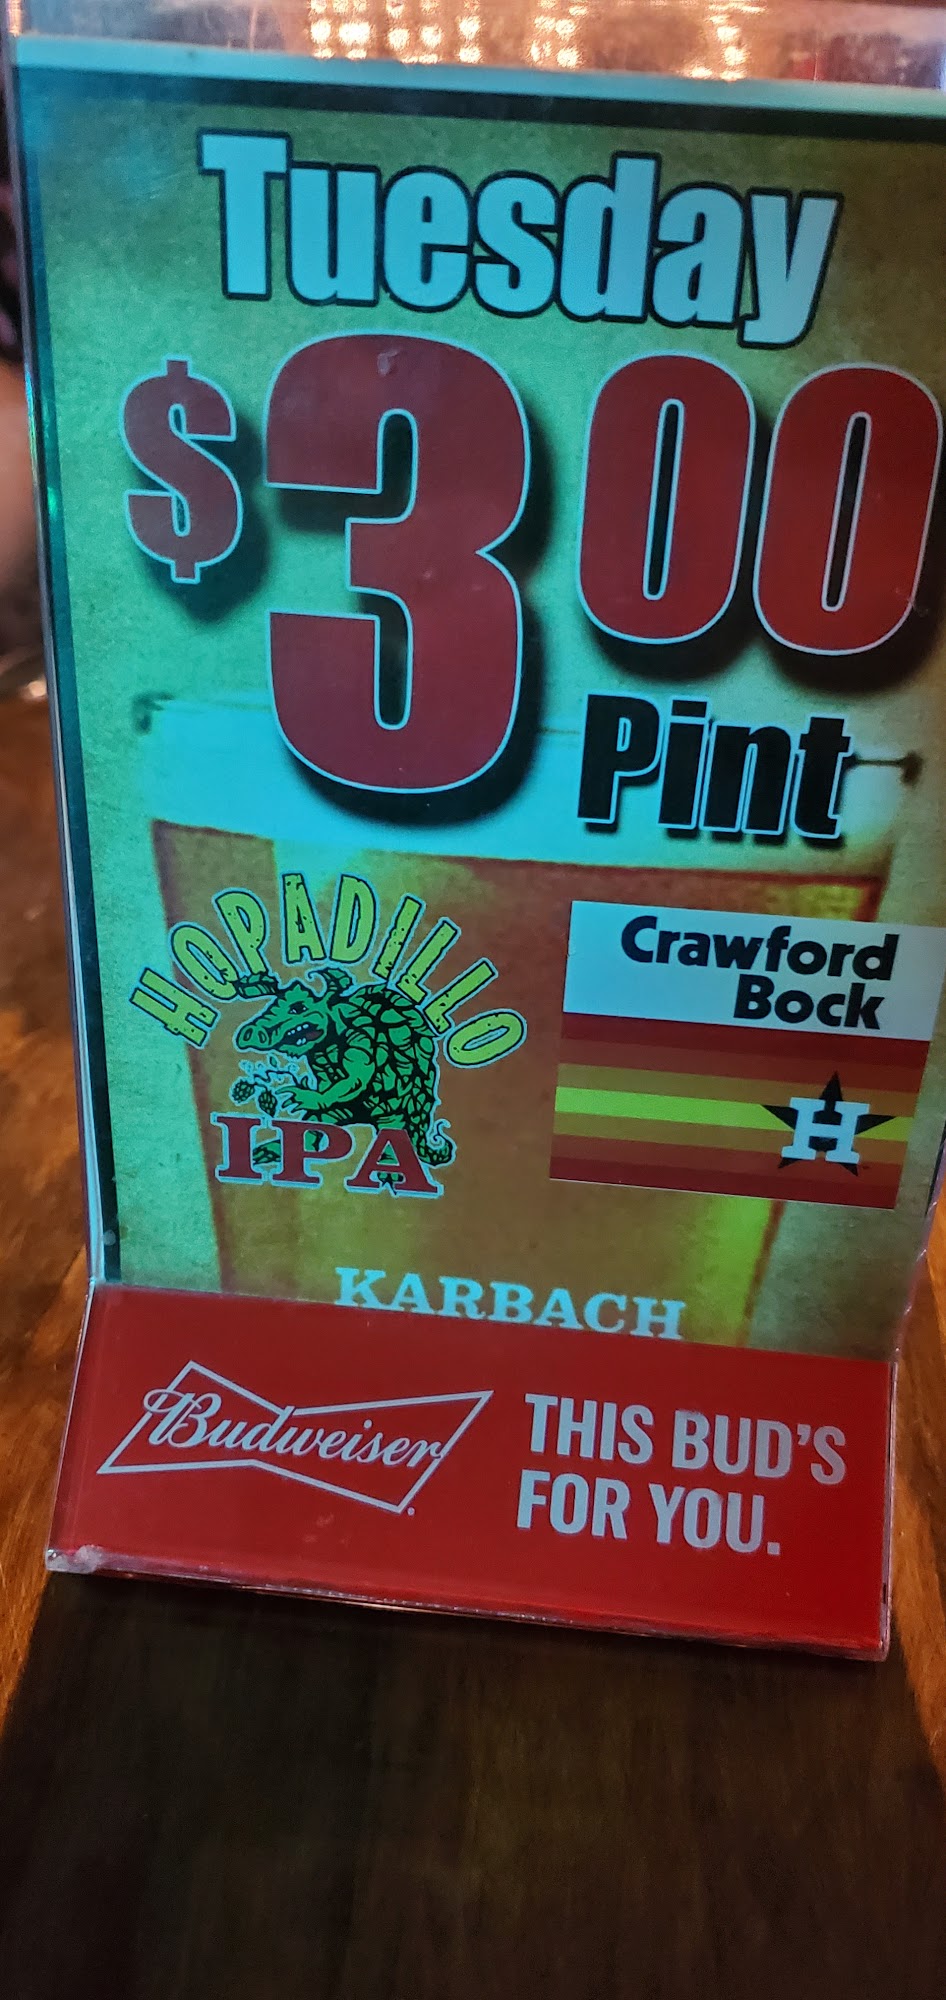 Tuesday
$3.00
Pint
HOPADILLO
IPA
Crawford
Bock
H
KARBACH
Budweiser
THIS BUD'S
FOR YOU.